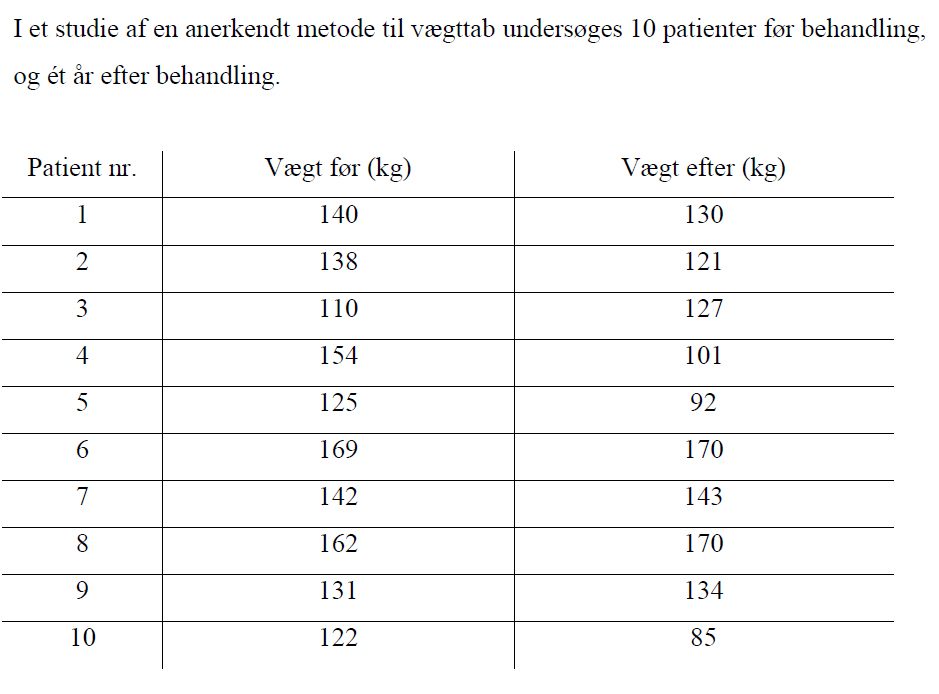 I et studie af en anerkendt metode til vægttab undersøges 10 patienter før behandling,
og ét år efter behandling.
Patient nr. Vægt før (kg) Vægt efter (kg)
1 140 130
2 138 121
3 110 127
4 154 101
5 125 92
6 169 170
7 142 143
8 162 170
9 131 134
10 122 85